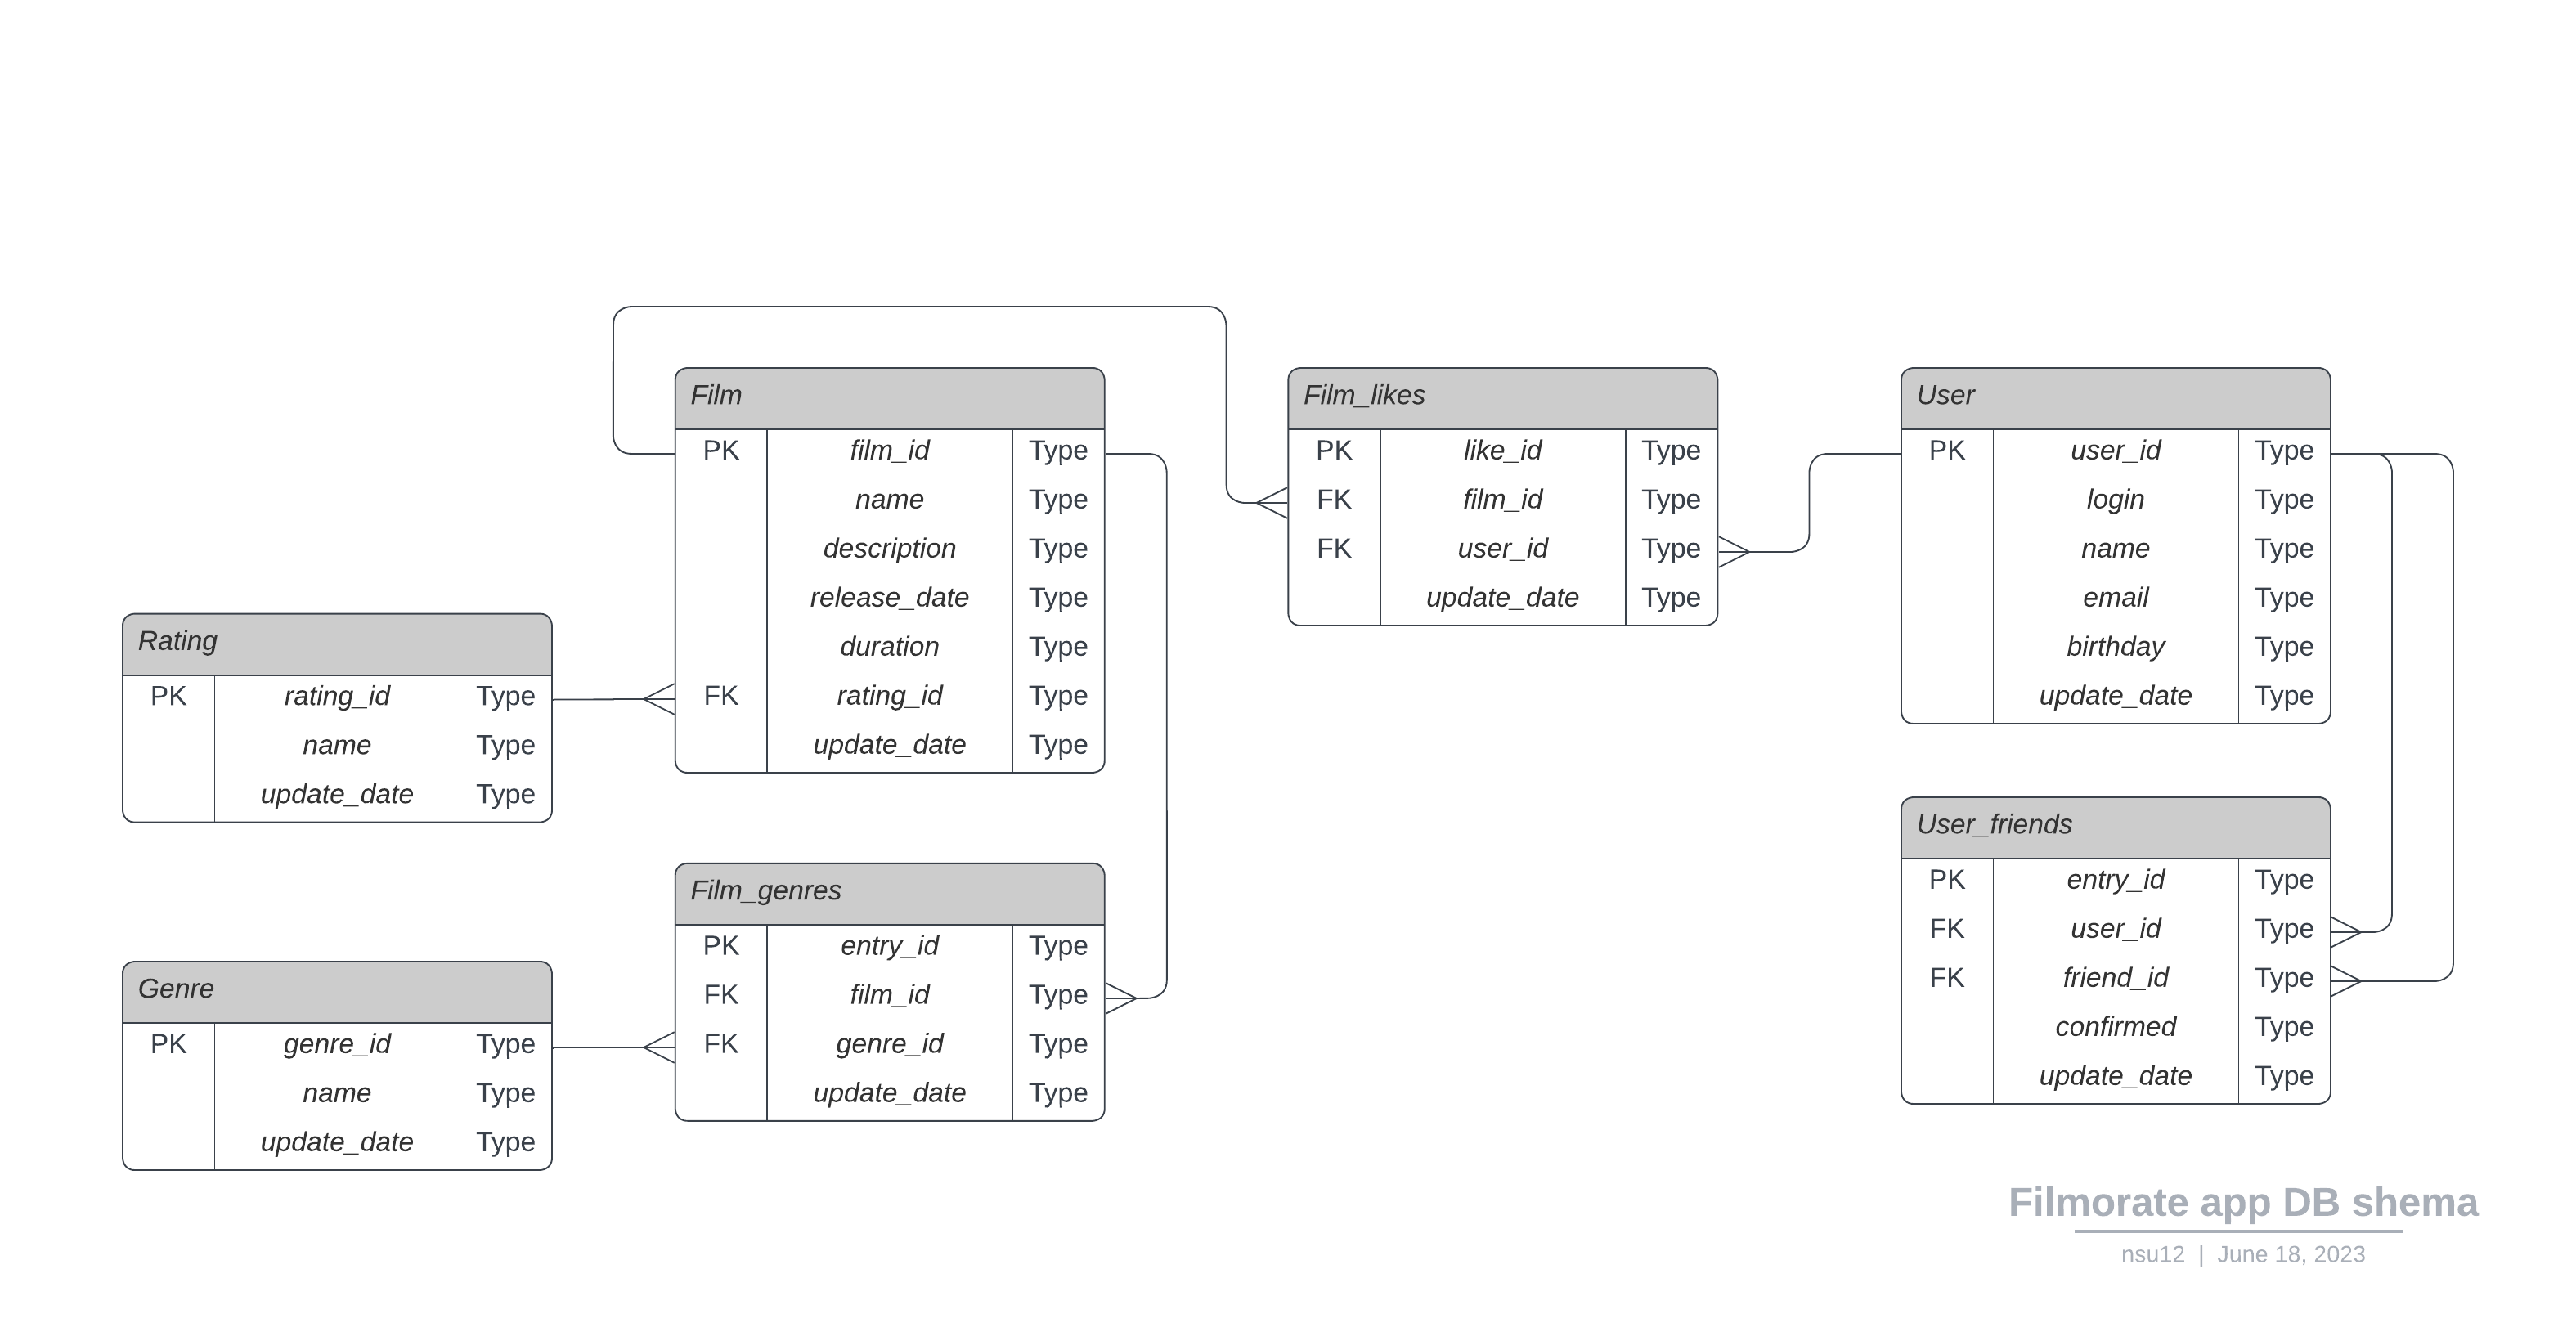 Film
PK film_id Type
name Type
description Type
release_date Type
duration Type
FK rating_id Type
update_date Type
Film_likes
PK like_id Type
FK film_id Type
FK user_id Type
update_date Type
User
PK user_id Type
login Type
name Type
email Type
birthday Type
update_date Type
Rating
PK rating_id Type
name Type
update_date Type
Film_genres
PK entry_id Type
FK film_id Type
FK genre_id Type
update_date Type
User_friends
PK entry_id Type
FK user_id Type
FK friend_id Type
confirmed Type
update_date Type
Genre
PK genre_id Type
name Type
update_date Type
Filmorate app DB shema
nsu12 | June 18, 2023